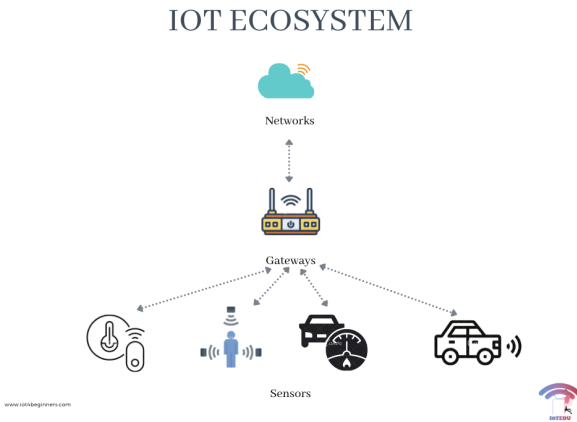 IOT ECOSYSTEM
Networks
Gateways
Sensors
www.iot4beginners.com
IOTEDU